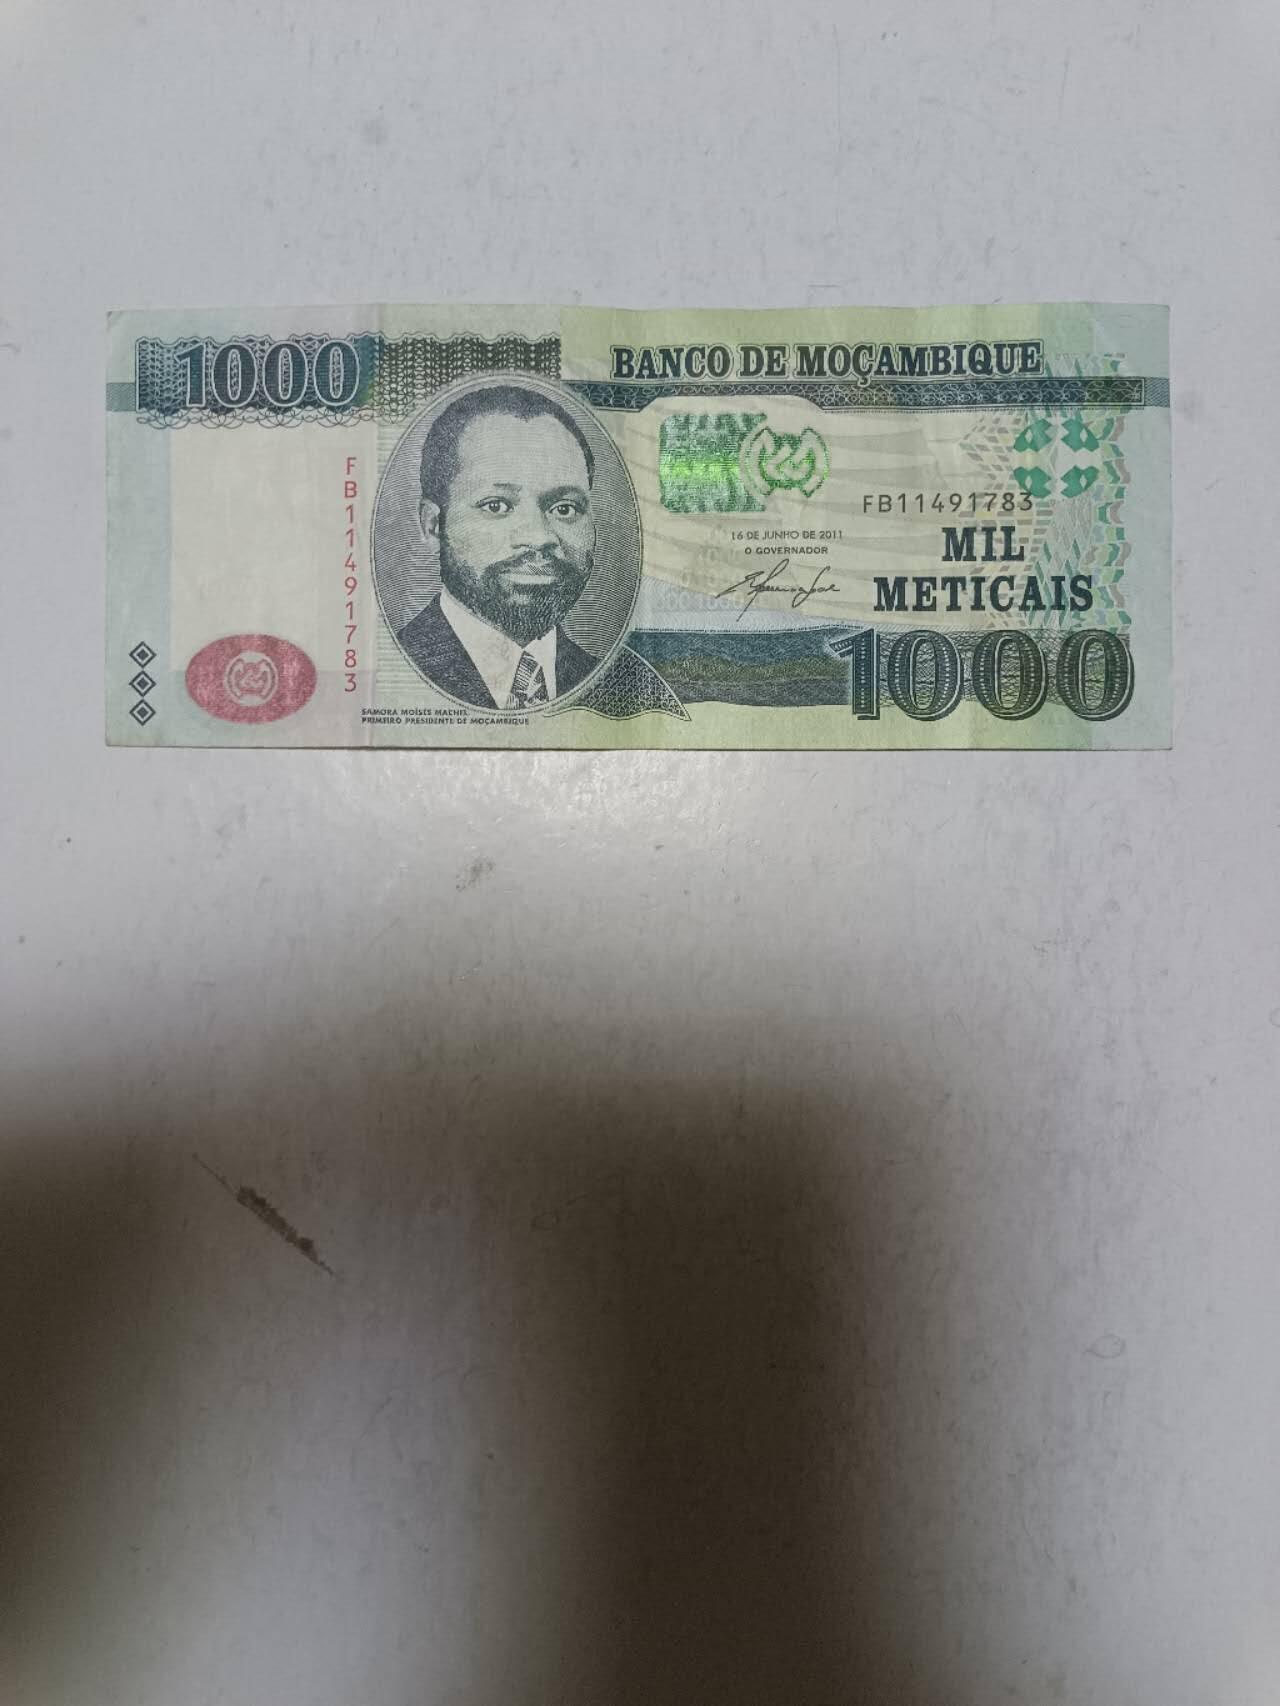 1000
BANCO DE MOÇAMBIQUE
FB11491783
FB11491783
16 DE JUNHO DE 2011
O GOVERNADOR
MIL
METICAIS
1000
SAMORA MOISÉS MACHEL
PRIMEIRO PRESIDENTE DE MOÇAMBIQUE